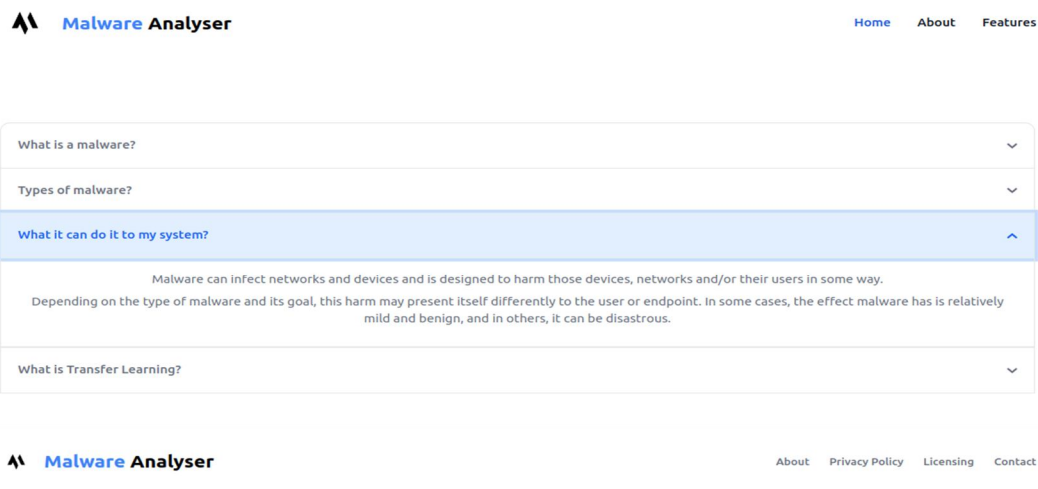 Malware Analyser
Home About Features
What is a malware?
Types of malware?
What it can do it to my system?
Malware can infect networks and devices and is designed to harm those devices, networks and/or their users in some way.
Depending on the type of malware and its goal, this harm may present itself differently to the user or endpoint. In some cases, the effect malware has is relatively
mild and benign, and in others, it can be disastrous.
What is Transfer Learning?
Malware Analyser
About Privacy Policy Licensing Contact